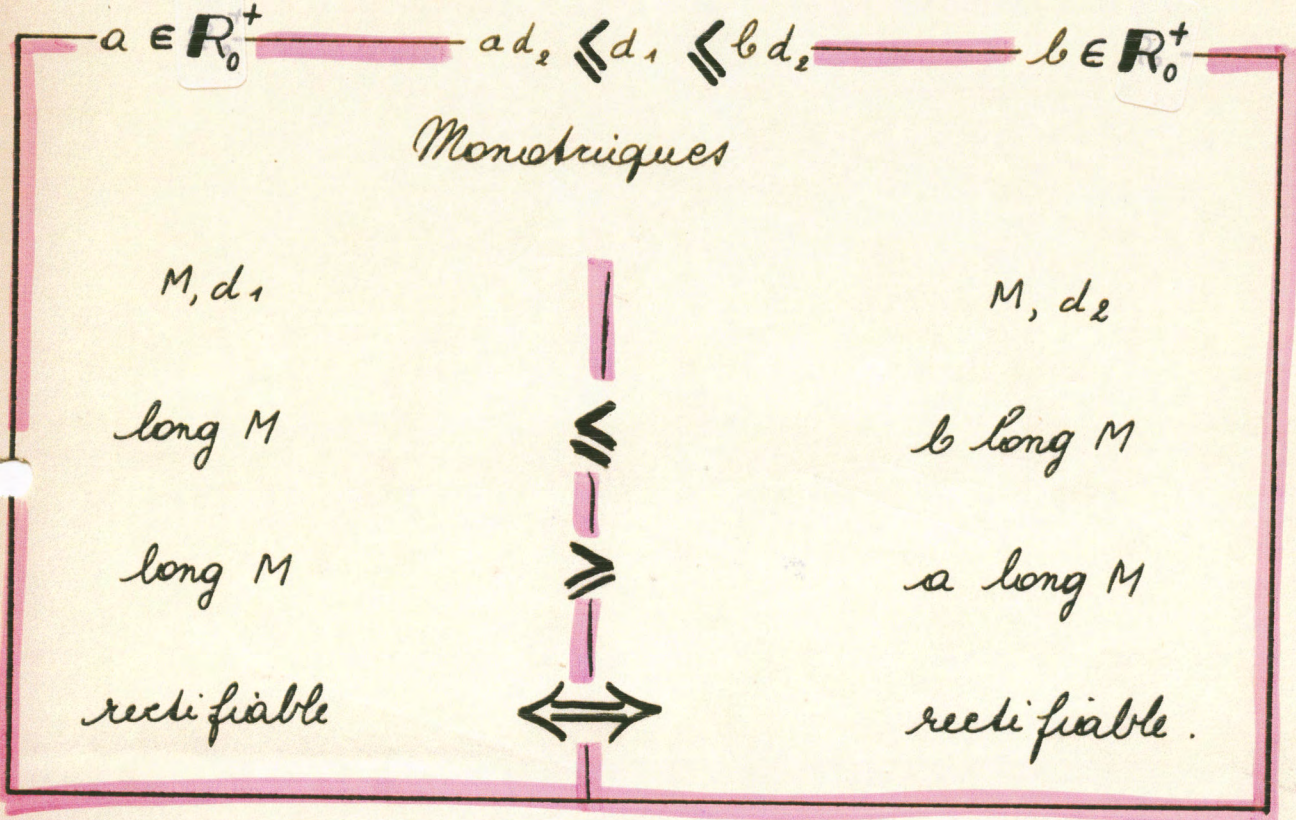 a ∈ ℝ₀⁺ a d₂ ⩽ d₁ ⩽ b d₂ b ∈ ℝ₀⁺
Monotriques
M, d₁ M, d₂
long M ⩽ b long M
long M ⩾ a long M
rectifiable ⟺ rectifiable.